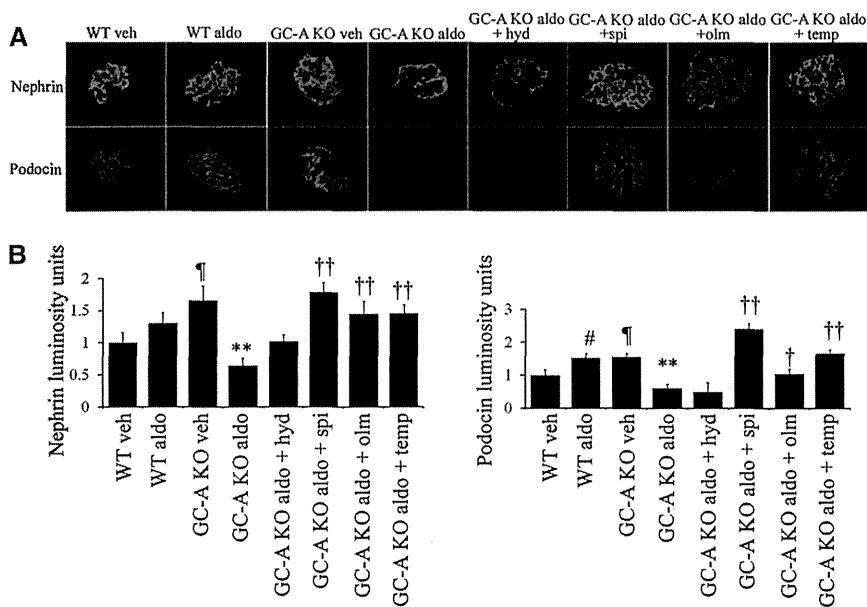 A
WT veh
WT aldo
GC-A KO veh
GC-A KO aldo
GC-A KO aldo
+ hyd
GC-A KO aldo
+spi
GC-A KO aldo
+olm
GC-A KO aldo
+ temp
Nephrin
Podocin
B
Nephrin luminosity units
2
1.5
1
0.5
0
¶
**
††
††
††
WT veh
WT aldo
GC-A KO veh
GC-A KO aldo
GC-A KO aldo + hyd
GC-A KO aldo + spi
GC-A KO aldo + olm
GC-A KO aldo + temp
Podocin luminosity units
3
2
1
0
#
¶
**
††
†
††
WT veh
WT aldo
GC-A KO veh
GC-A KO aldo
GC-A KO aldo + hyd
GC-A KO aldo + spi
GC-A KO aldo + olm
GC-A KO aldo + temp